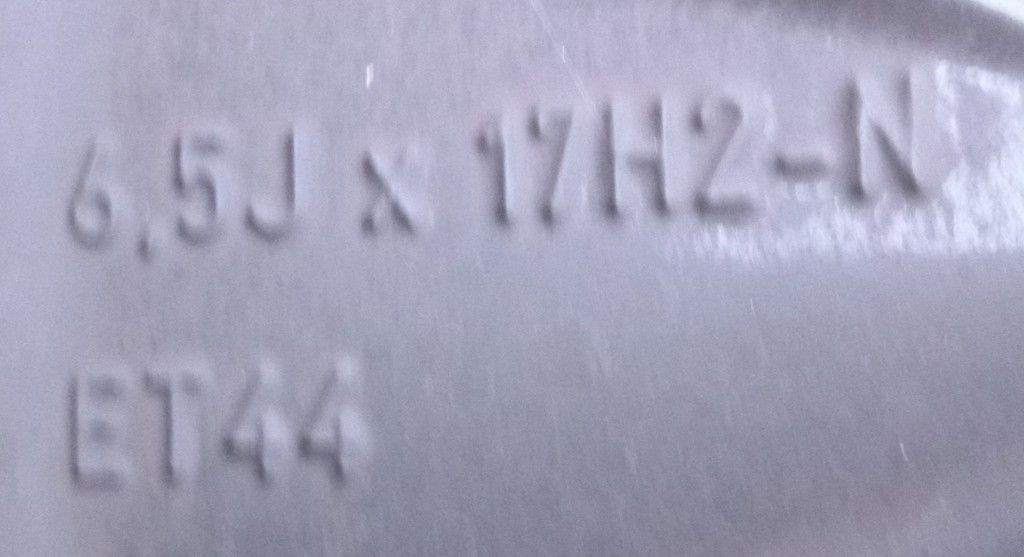 6,5J x 17H2-N
ET44